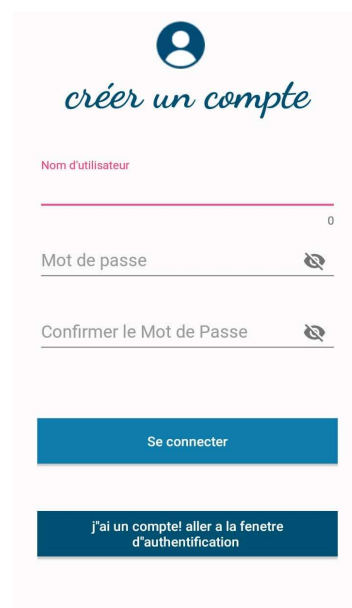 créer un compte
Nom d'utilisateur
0
Mot de passe
Confirmer le Mot de Passe
Se connecter
j"ai un compte! aller a la fenetre
d"authentification